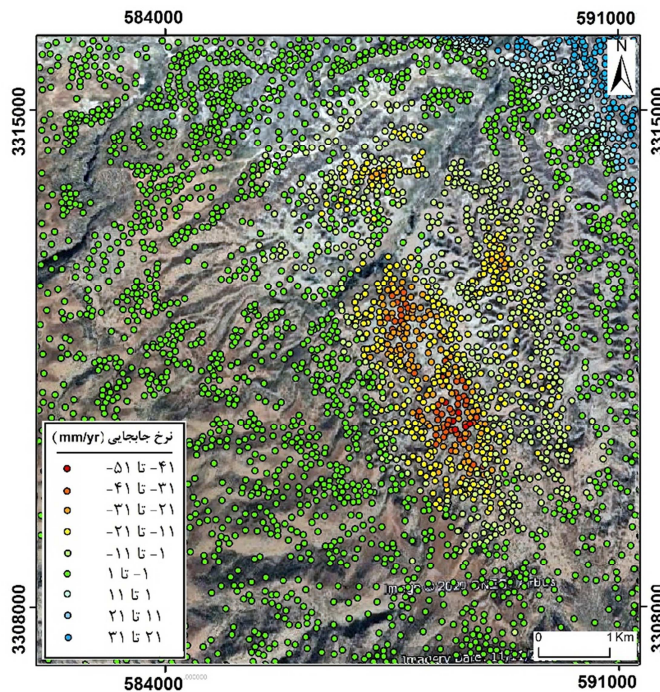 584000 591000
N
3315000 3315000
نرخ جابجایی (mm/yr)
-۵۱ تا -۴۱
-۴۱ تا -۳۱
-۳۱ تا -۲۱
-۲۱ تا -۱۱
-۱۱ تا -۱
-۱ تا ۱
۱ تا ۱۱
۱۱ تا ۲۱
۲۱ تا ۳۱
3308000 3308000
0 1 Km
584000 591000